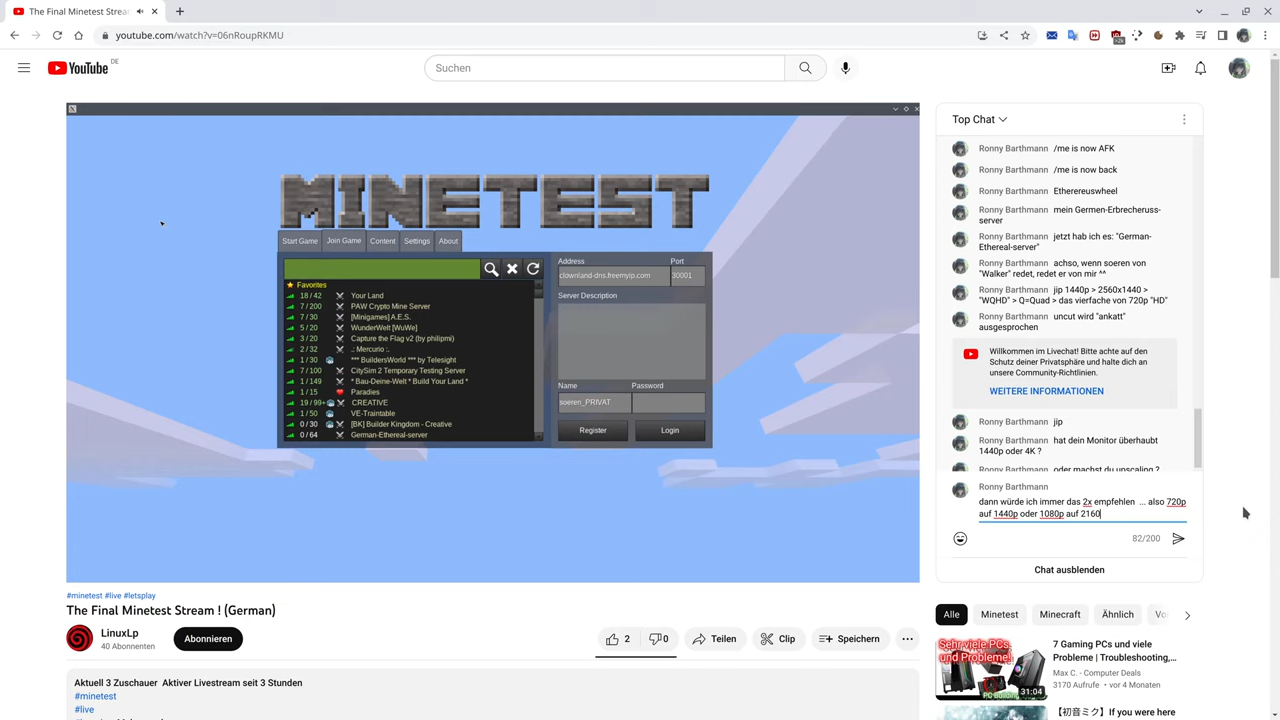 The Final Minetest Strea
youtube.com/watch?v=06nRoupRKMU
YouTube DE
Suchen
MINETEST
Start Game
Join Game
Content
Settings
About
Favorites
18 / 42 Your Land
7 / 200 PAW Crypto Mine Server
7 / 30 [Minigames] A.E.S.
5 / 20 WunderWelt [WuWe]
3 / 20 Capture the Flag v2 (by philipmi)
2 / 32 .: Mercurio :.
1 / 30 *** BuildersWorld *** by Telesight
7 / 100 CitySim 2 Temporary Testing Server
1 / 149 * Bau-Deine-Welt * Build Your Land *
1 / 15 Paradies
19 / 99+ CREATIVE
1 / 50 VE-Traintable
0 / 30 [BK] Builder Kingdom - Creative
0 / 64 German-Ethereal-server
Address Port
clownland-dns.freemyip.com 30001
Server Description
Name Password
soeren_PRIVAT
Register Login
Top Chat
Ronny Barthmann /me is now AFK
Ronny Barthmann /me is now back
Ronny Barthmann Etherereuswheel
Ronny Barthmann mein Germen-Erbrecheruss-
server
Ronny Barthmann jetzt hab ich es: "German-
Ethereal-server"
Ronny Barthmann achso, wenn soeren von
"Walker" redet, redet er von mir ^^
Ronny Barthmann jip 1440p > 2560x1440 >
"WQHD" > Q=Quad > das vierfache von 720p "HD"
Ronny Barthmann uncut wird "ankatt"
ausgesprochen
Willkommen im Livechat! Bitte achte auf den
Schutz deiner Privatsphäre und halte dich an
unsere Community-Richtlinien.
WEITERE INFORMATIONEN
Ronny Barthmann jip
Ronny Barthmann hat dein Monitor überhaubt
1440p oder 4K ?
Ronny Barthmann oder machst du upscaling ?
Ronny Barthmann
dann würde ich immer das 2x empfehlen ... also 720p
auf 1440p oder 1080p auf 2160
82/200
Chat ausblenden
#minetest #live #letsplay
The Final Minetest Stream ! (German)
LinuxLp
40 Abonnenten
Abonnieren
2
0
Teilen
Clip
Speichern
Aktuell 3 Zuschauer Aktiver Livestream seit 3 Stunden
#minetest
#live
Alle
Minetest
Minecraft
Ähnlich
Sehr viele PCs
und Probleme!
31:04
7 Gaming PCs und viele
Probleme | Troubleshooting,...
Max C. - Computer Deals
3170 Aufrufe • vor 4 Monaten
【初音ミク】If you were here